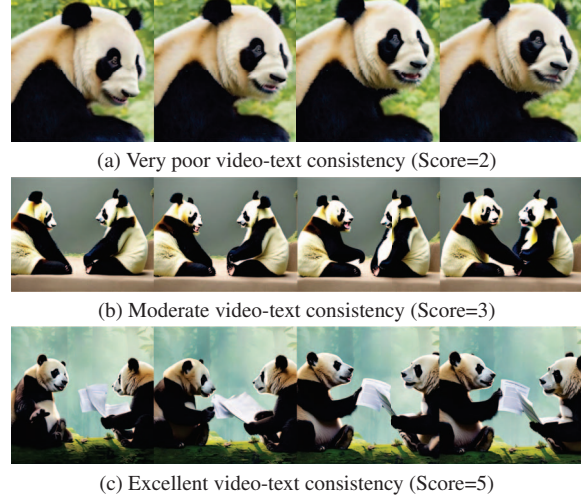 (a) Very poor video-text consistency (Score=2)
(b) Moderate video-text consistency (Score=3)
(c) Excellent video-text consistency (Score=5)